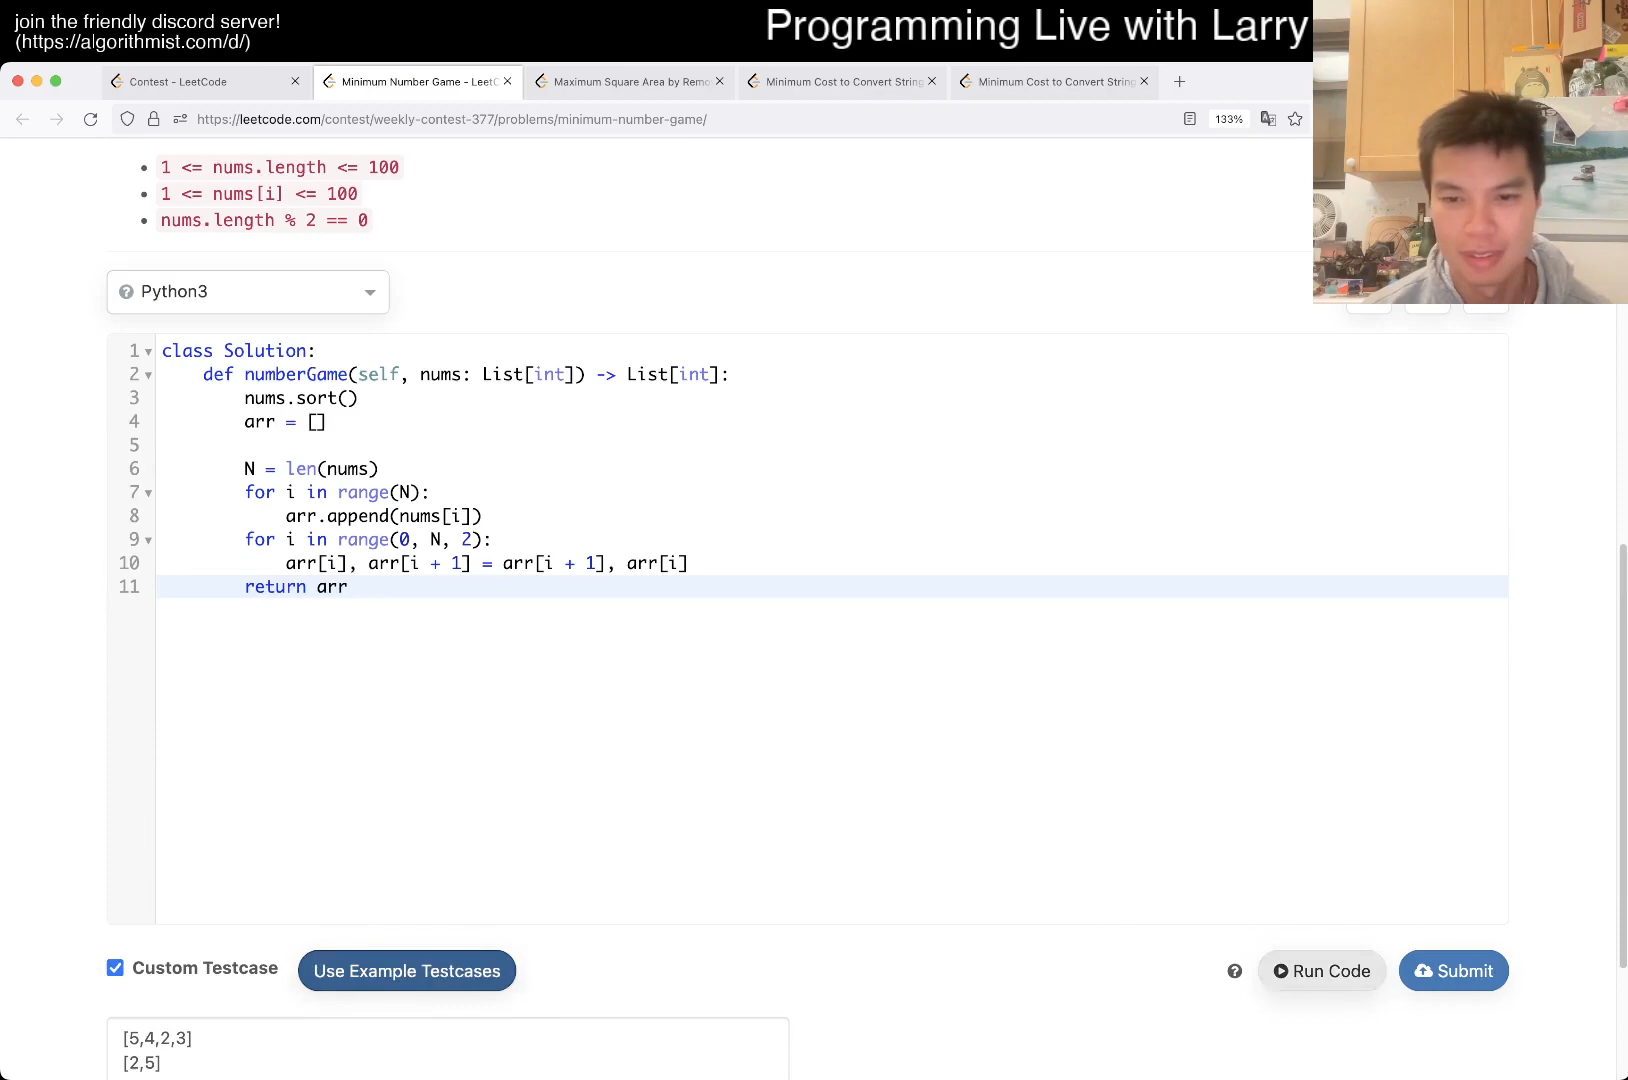 join the friendly discord server!
(https://algorithmist.com/d/)
Programming Live with Larry
Contest - LeetCode
Minimum Number Game - LeetC
Maximum Square Area by Remo
Minimum Cost to Convert String
Minimum Cost to Convert String
https://leetcode.com/contest/weekly-contest-377/problems/minimum-number-game/
133%
1 <= nums.length <= 100
1 <= nums[i] <= 100
nums.length % 2 == 0
Python3
1 class Solution:
2 def numberGame(self, nums: List[int]) -> List[int]:
3 nums.sort()
4 arr = []
5
6 N = len(nums)
7 for i in range(N):
8 arr.append(nums[i])
9 for i in range(0, N, 2):
10 arr[i], arr[i + 1] = arr[i + 1], arr[i]
11 return arr
Custom Testcase
Use Example Testcases
Run Code
Submit
[5,4,2,3]
[2,5]